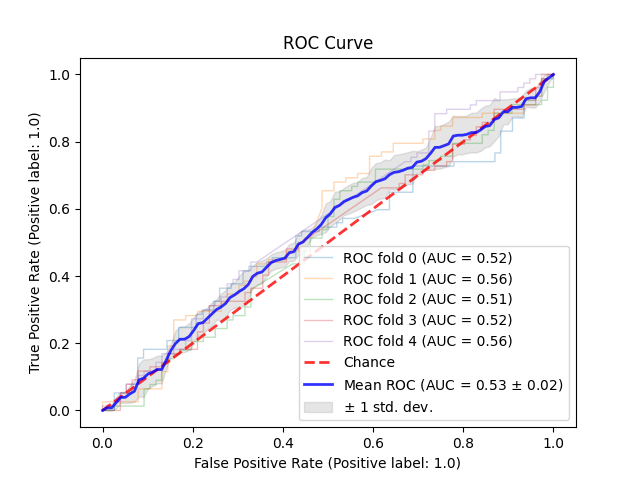 ROC Curve
True Positive Rate (Positive label: 1.0)
1.0
0.8
0.6
0.4
0.2
0.0
ROC fold 0 (AUC = 0.52)
ROC fold 1 (AUC = 0.56)
ROC fold 2 (AUC = 0.51)
ROC fold 3 (AUC = 0.52)
ROC fold 4 (AUC = 0.56)
Chance
Mean ROC (AUC = 0.53 ± 0.02)
± 1 std. dev.
0.0 0.2 0.4 0.6 0.8 1.0
False Positive Rate (Positive label: 1.0)